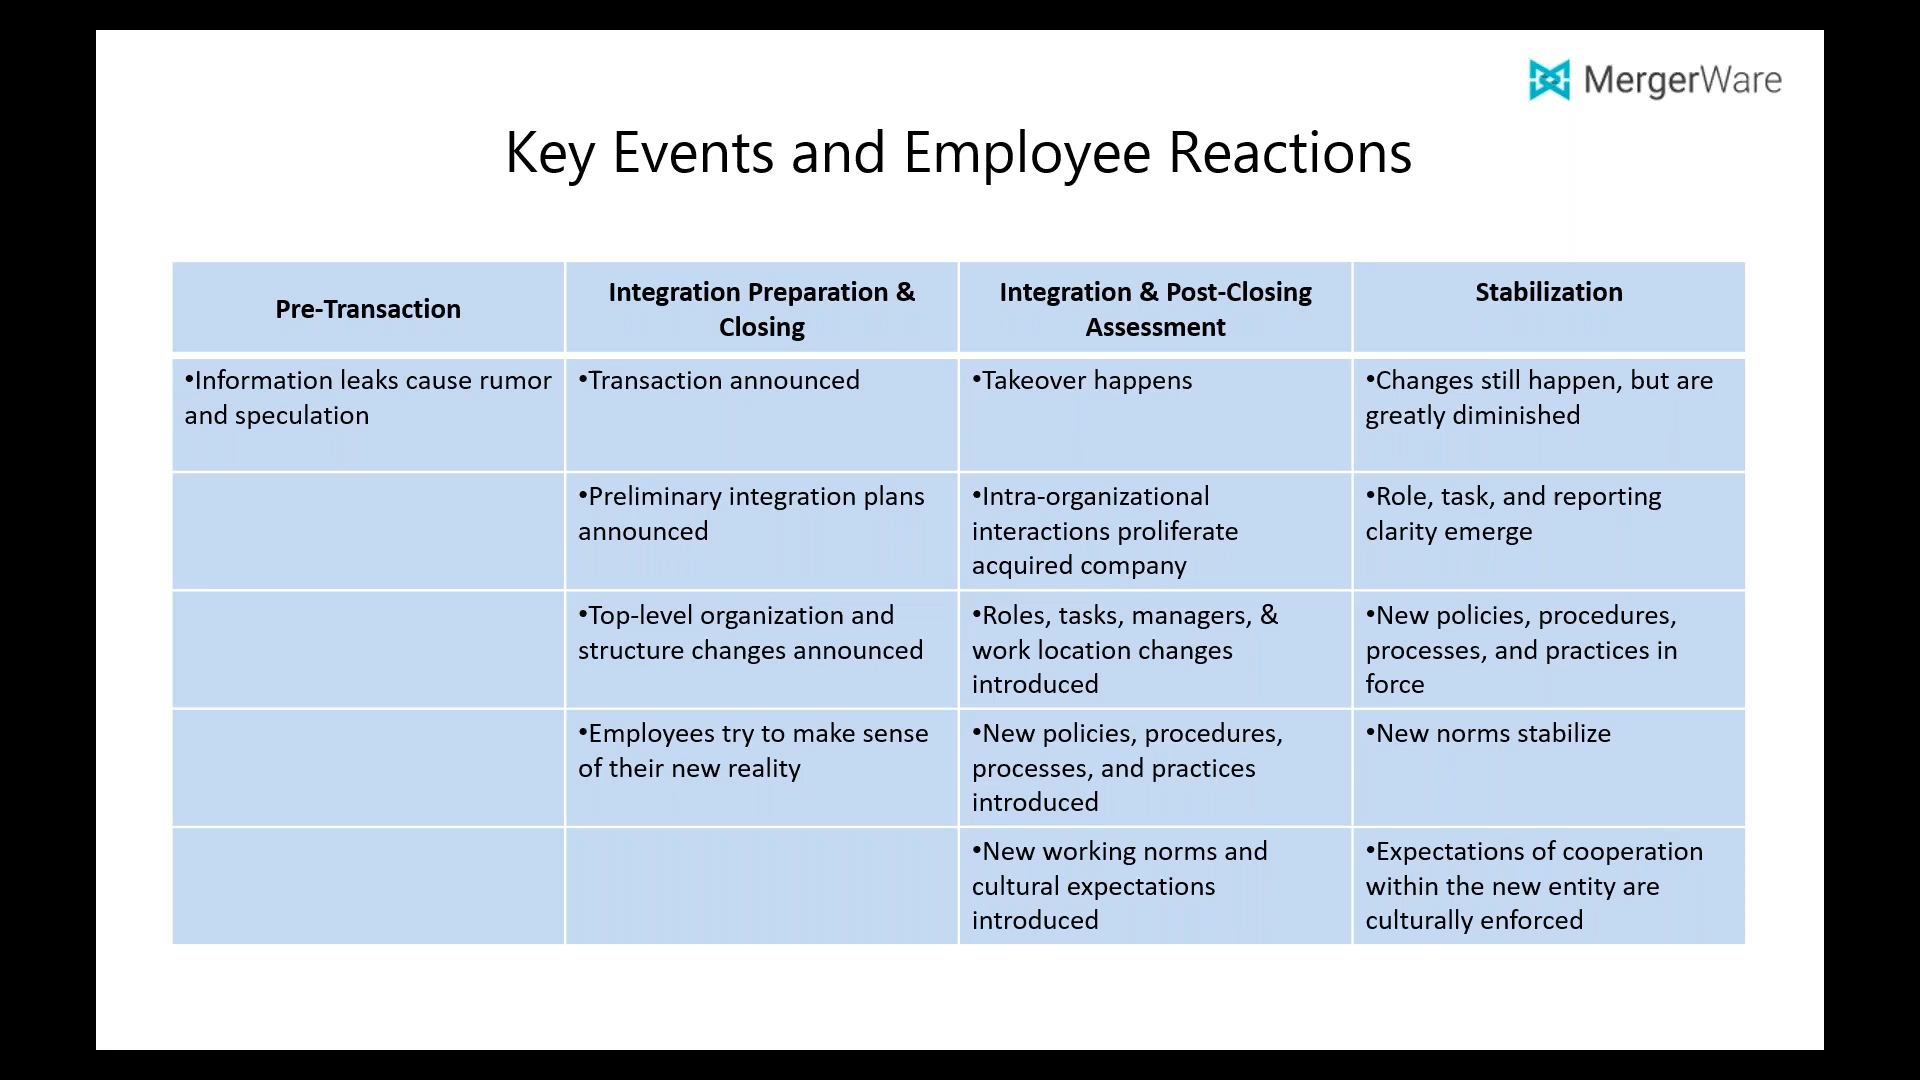 MergerWare
Key Events and Employee Reactions
Pre-Transaction
Integration Preparation &
Closing
Integration & Post-Closing
Assessment
Stabilization
•Information leaks cause rumor
and speculation
•Transaction announced
•Takeover happens
•Changes still happen, but are
greatly diminished
•Preliminary integration plans
announced
•Intra-organizational
interactions proliferate
acquired company
•Role, task, and reporting
clarity emerge
•Top-level organization and
structure changes announced
•Roles, tasks, managers, &
work location changes
introduced
•New policies, procedures,
processes, and practices in
force
•Employees try to make sense
of their new reality
•New policies, procedures,
processes, and practices
introduced
•New norms stabilize
•New working norms and
cultural expectations
introduced
•Expectations of cooperation
within the new entity are
culturally enforced